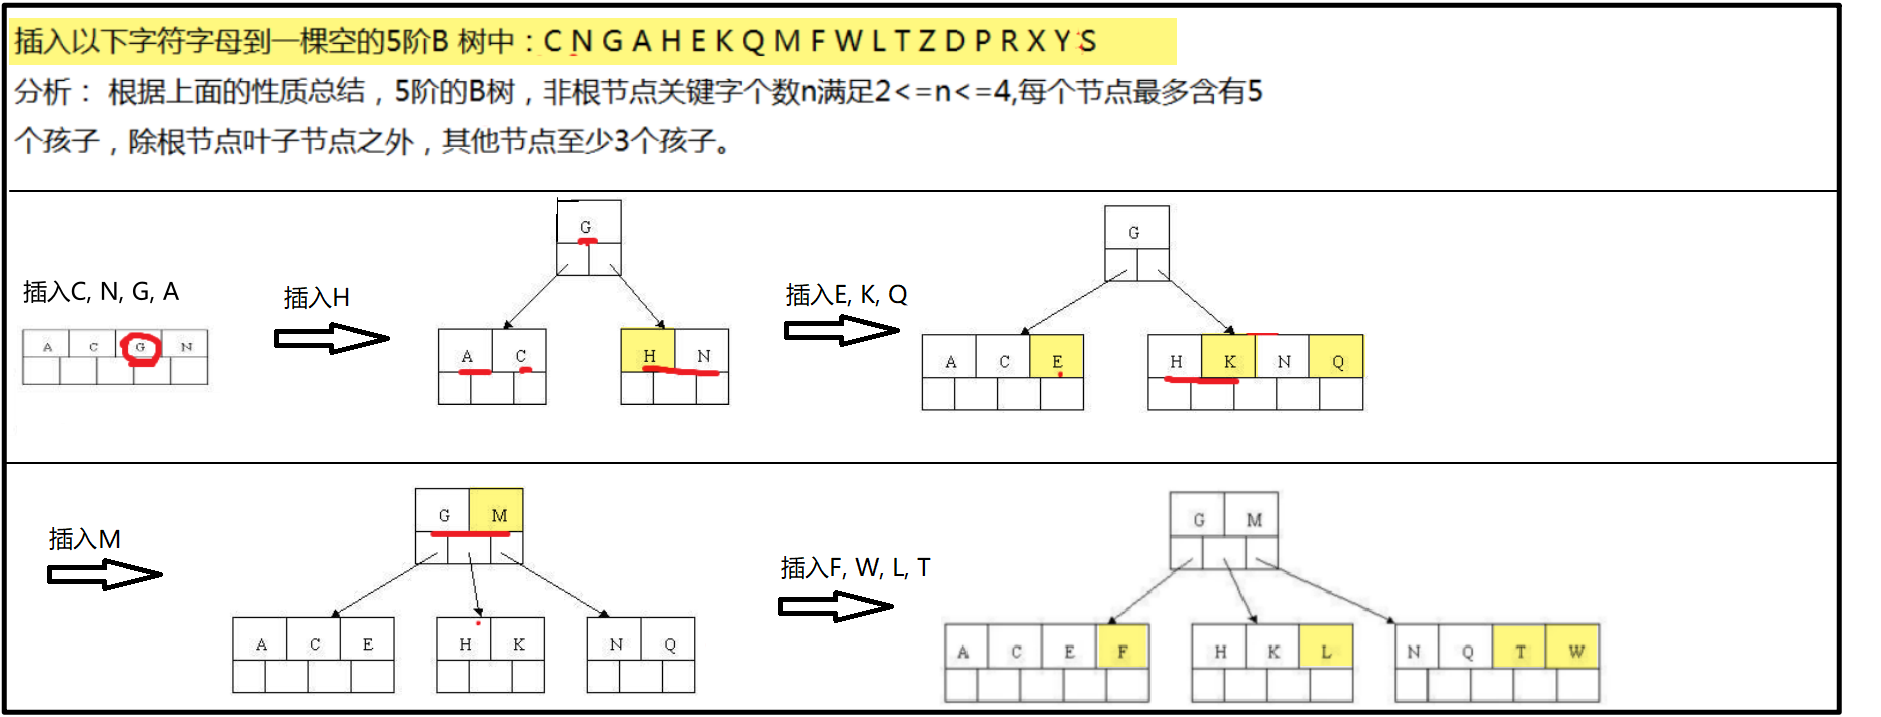 插入以下字符字母到一棵空的5阶B 树中：C N G A H E K Q M F W L T Z D P R X Y S
分析： 根据上面的性质总结，5阶的B树，非根节点关键字个数n满足2<=n<=4,每个节点最多含有5
个孩子，除根节点叶子节点之外，其他节点至少3个孩子。
插入C, N, G, A
A C G N
插入H
G
A C H N
插入E, K, Q
G
A C E H K N Q
插入M
G M
A C E H K N Q
插入F, W, L, T
G M
A C E F H K L N Q T W